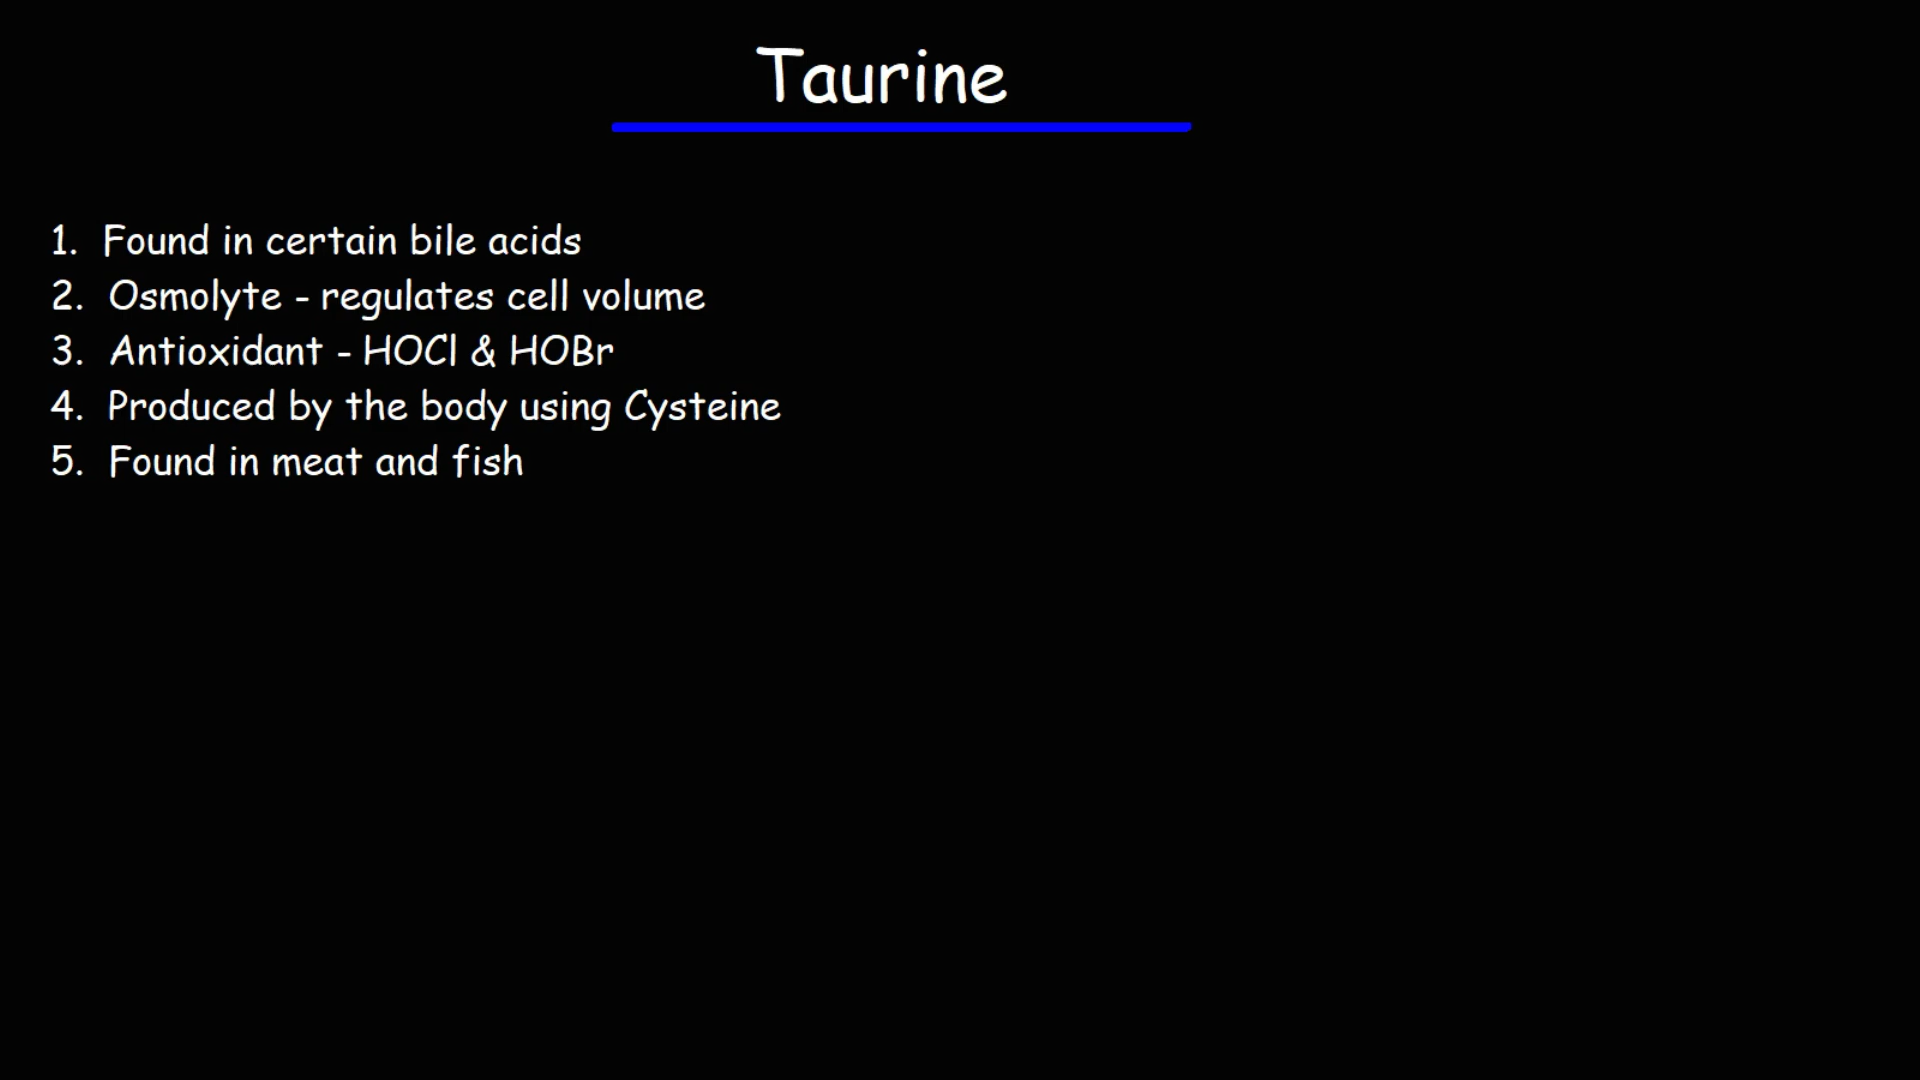 Taurine
1. Found in certain bile acids
2. Osmolyte - regulates cell volume
3. Antioxidant - HOCl & HOBr
4. Produced by the body using Cysteine
5. Found in meat and fish